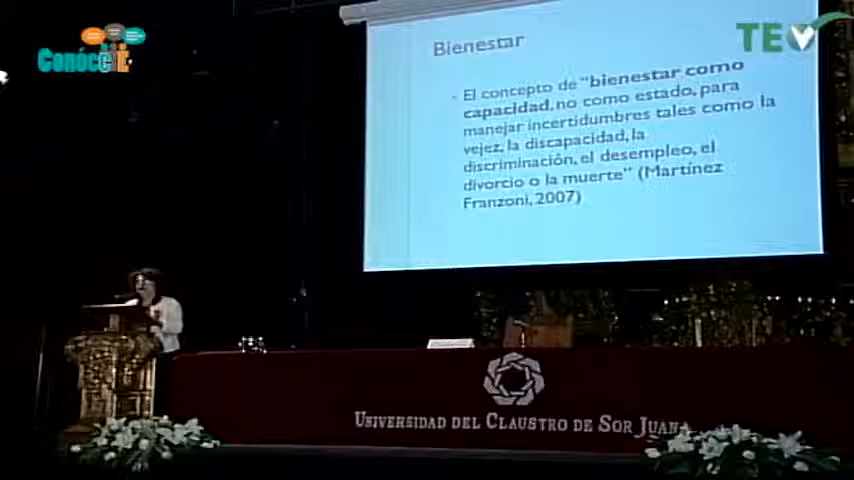 ConócCIE
TEV
Bienestar
- El concepto de "bienestar como
capacidad, no como estado, para
manejar incertidumbres tales como la
vejez, la discapacidad, la
discriminación, el desempleo, el
divorcio o la muerte" (Martínez
Franzoni, 2007)
UNIVERSIDAD DEL CLAUSTRO DE SOR JUANA